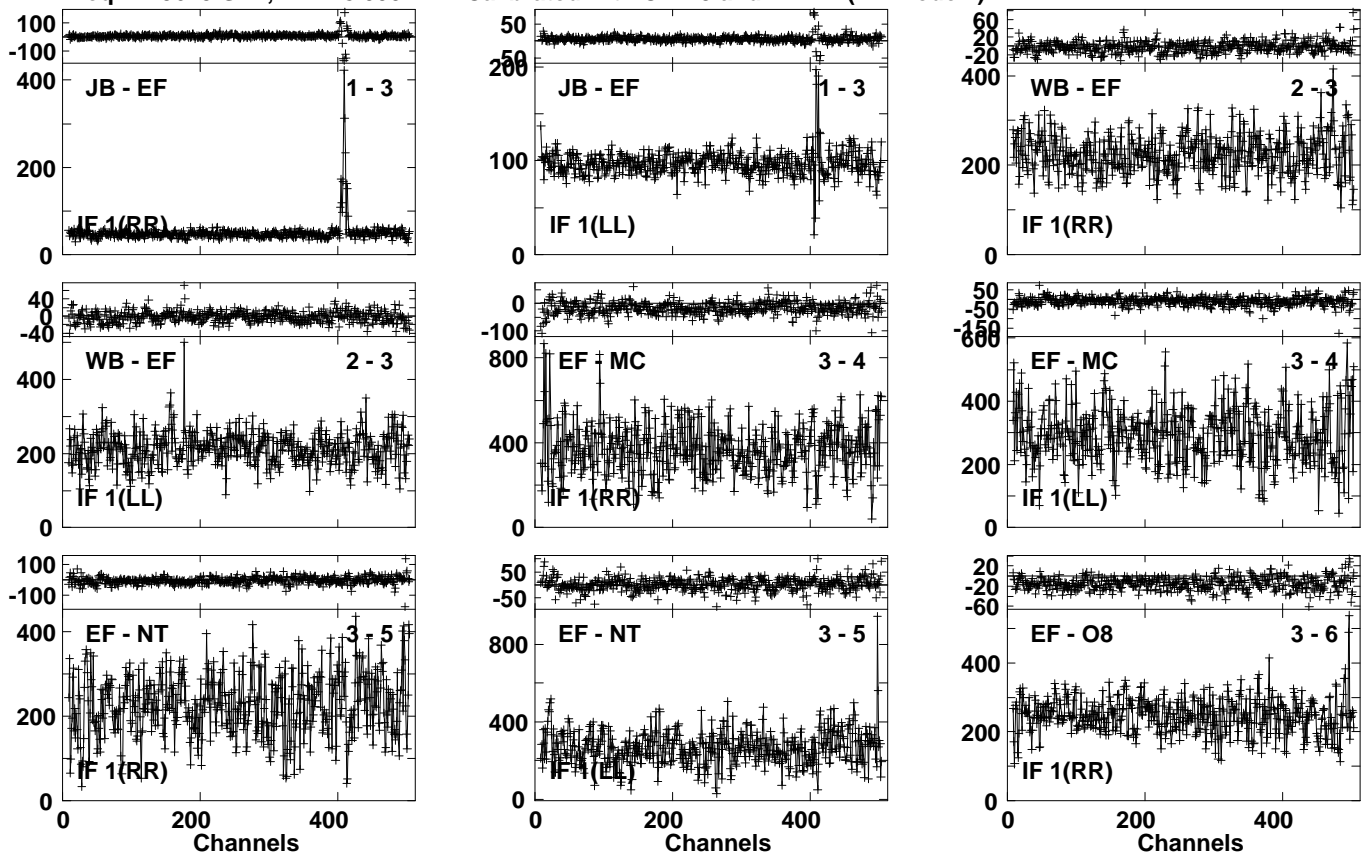 100
-100
400
200
0
JB - EF
1 - 3
IF 1(RR)
50
50
200
100
0
JB - EF
1 - 3
IF 1(LL)
60
20
-20
400
200
0
WB - EF
2 - 3
IF 1(RR)
40
0
-40
400
200
0
WB - EF
2 - 3
IF 1(LL)
0
-100
800
400
0
EF - MC
3 - 4
IF 1(RR)
50
-50
-150
600
400
200
0
EF - MC
3 - 4
IF 1(LL)
100
-100
400
200
0
EF - NT
3 - 5
IF 1(RR)
50
-50
800
400
0
EF - NT
3 - 5
IF 1(LL)
20
-20
-60
400
200
0
EF - O8
3 - 6
IF 1(RR)
0 200 400
Channels
0 200 400
Channels
0 200 400
Channels